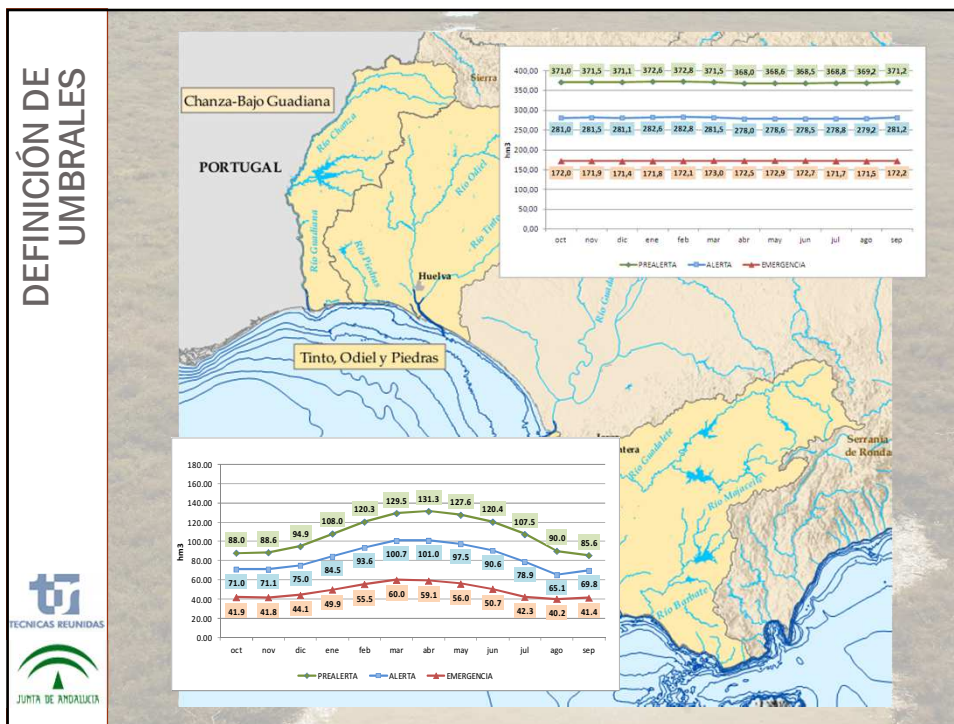 DEFINICIÓN DE
UMBRALES
Chanza-Bajo Guadiana
PORTUGAL
Río Chanza
Río Guadiana
Río Piedras
Río Odiel
Río Tinto
Huelva
Sierra
Tinto, Odiel y Piedras
Río Guadalete
Río Majaceite
Río Barbate
Serranía
de Ronda
400,00
350,00
300,00
250,00
200,00
150,00
100,00
50,00
0,00
hm3
371,0 371,5 371,1 372,6 372,8 371,5 368,0 368,6 368,5 368,8 369,2 371,2
281,0 281,5 281,1 282,6 282,8 281,5 278,0 278,6 278,5 278,8 279,2 281,2
172,0 171,9 171,4 171,8 172,1 173,0 172,5 172,9 172,7 171,7 171,5 172,2
oct nov dic ene feb mar abr may jun jul ago sep
PREALERTA ALERTA EMERGENCIA
180.00
160.00
140.00
120.00
100.00
80.00
60.00
40.00
20.00
0.00
hm3
88.0 88.6 94.9 108.0 120.3 129.5 131.3 127.6 120.4 107.5 90.0 85.6
71.0 71.1 75.0 84.5 93.6 100.7 101.0 97.5 90.6 78.9 65.1 69.8
41.9 41.8 44.1 49.9 55.5 60.0 59.1 56.0 50.7 42.3 40.2 41.4
oct nov dic ene feb mar abr may jun jul ago sep
PREALERTA ALERTA EMERGENCIA
TECNICAS REUNIDAS
JUNTA DE ANDALUCIA